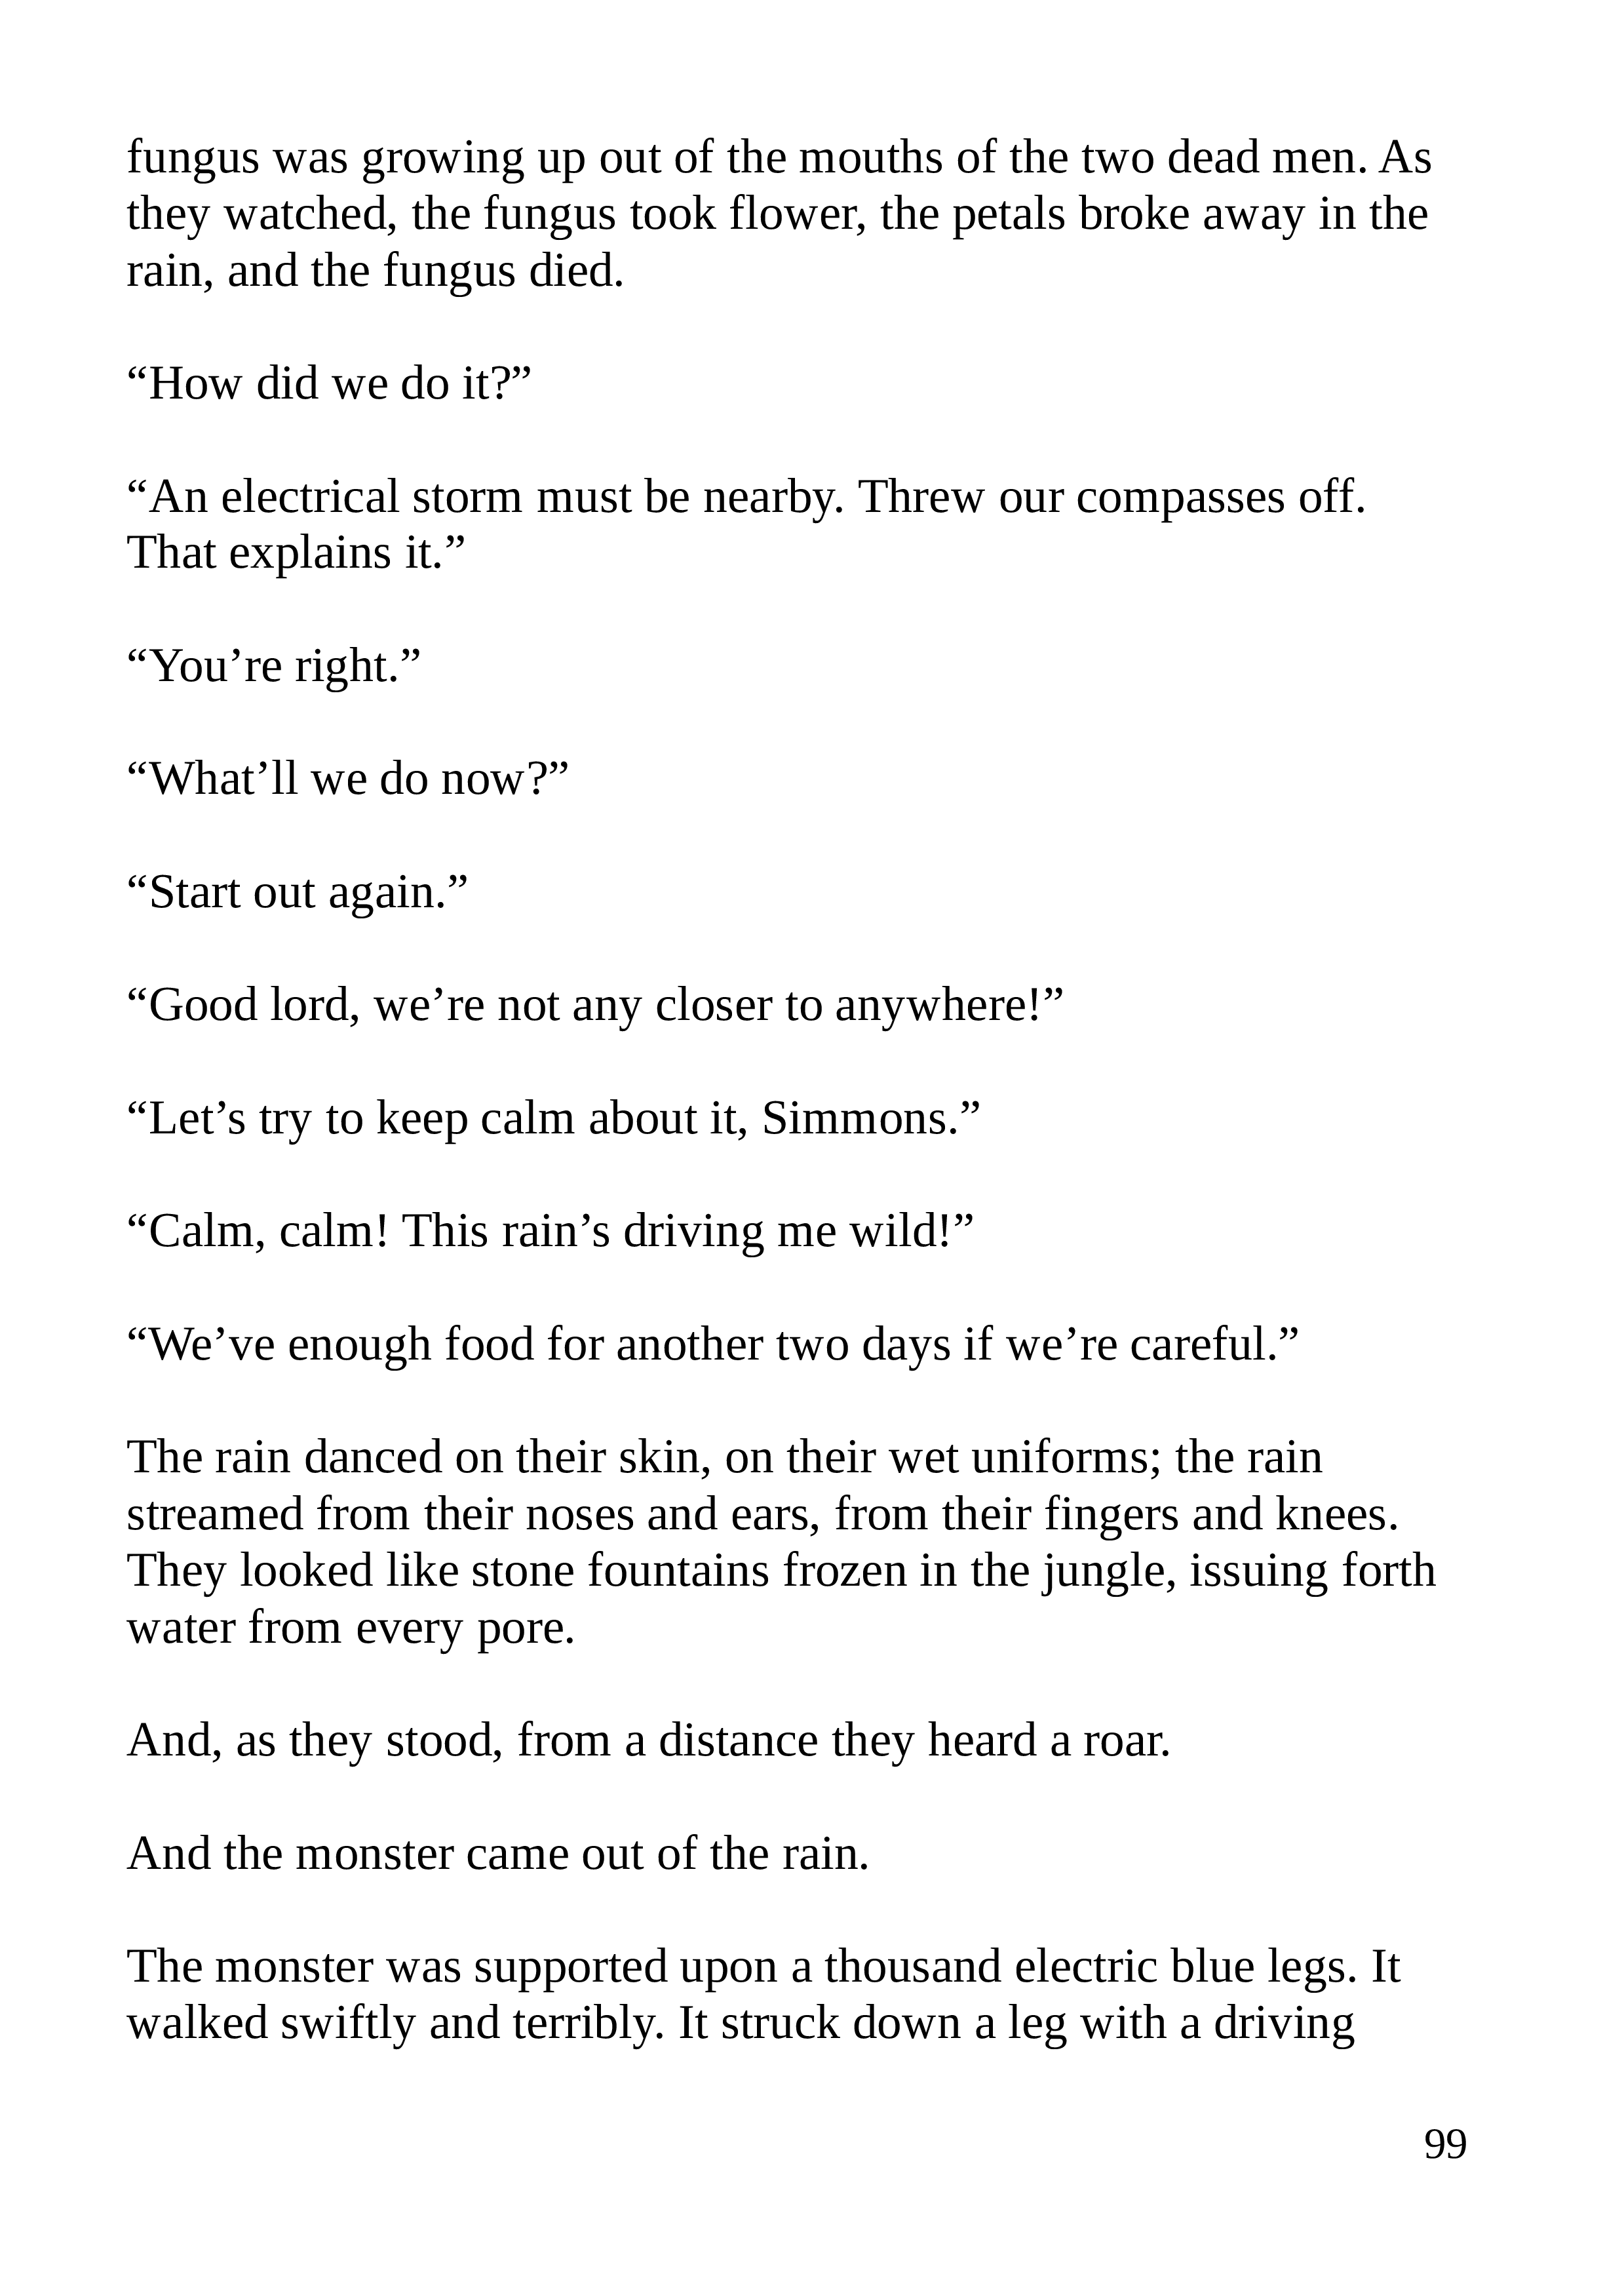 fungus was growing up out of the mouths of the two dead men. As
they watched, the fungus took flower, the petals broke away in the
rain, and the fungus died.
“How did we do it?”
“An electrical storm must be nearby. Threw our compasses off.
That explains it.”
“You’re right.”
“What’ll we do now?”
“Start out again.”
“Good lord, we’re not any closer to anywhere!”
“Let’s try to keep calm about it, Simmons.”
“Calm, calm! This rain’s driving me wild!”
“We’ve enough food for another two days if we’re careful.”
The rain danced on their skin, on their wet uniforms; the rain
streamed from their noses and ears, from their fingers and knees.
They looked like stone fountains frozen in the jungle, issuing forth
water from every pore.
And, as they stood, from a distance they heard a roar.
And the monster came out of the rain.
The monster was supported upon a thousand electric blue legs. It
walked swiftly and terribly. It struck down a leg with a driving
99